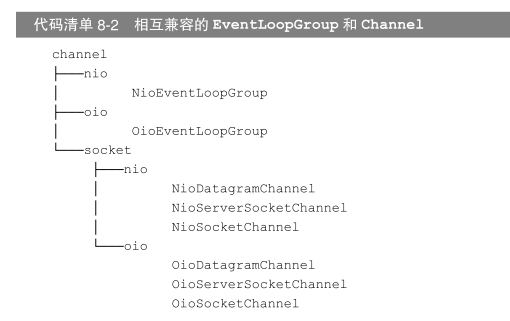 代码清单 8-2 相互兼容的 EventLoopGroup 和 Channel
channel
├───nio
│       NioEventLoopGroup
├───oio
│       OioEventLoopGroup
└───socket
    ├───nio
    │       NioDatagramChannel
    │       NioServerSocketChannel
    │       NioSocketChannel
    └───oio
            OioDatagramChannel
            OioServerSocketChannel
            OioSocketChannel